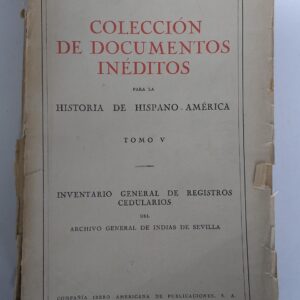 COLECCIÓN
DE DOCUMENTOS
INÉDITOS
PARA LA
HISTORIA DE HISPANO-AMÉRICA
TOMO V
INVENTARIO GENERAL DE REGISTROS
CEDULARIOS
DEL
ARCHIVO GENERAL DE INDIAS DE SEVILLA
COMPAÑÍA IBERO AMERICANA DE PUBLICACIONES, S. A.